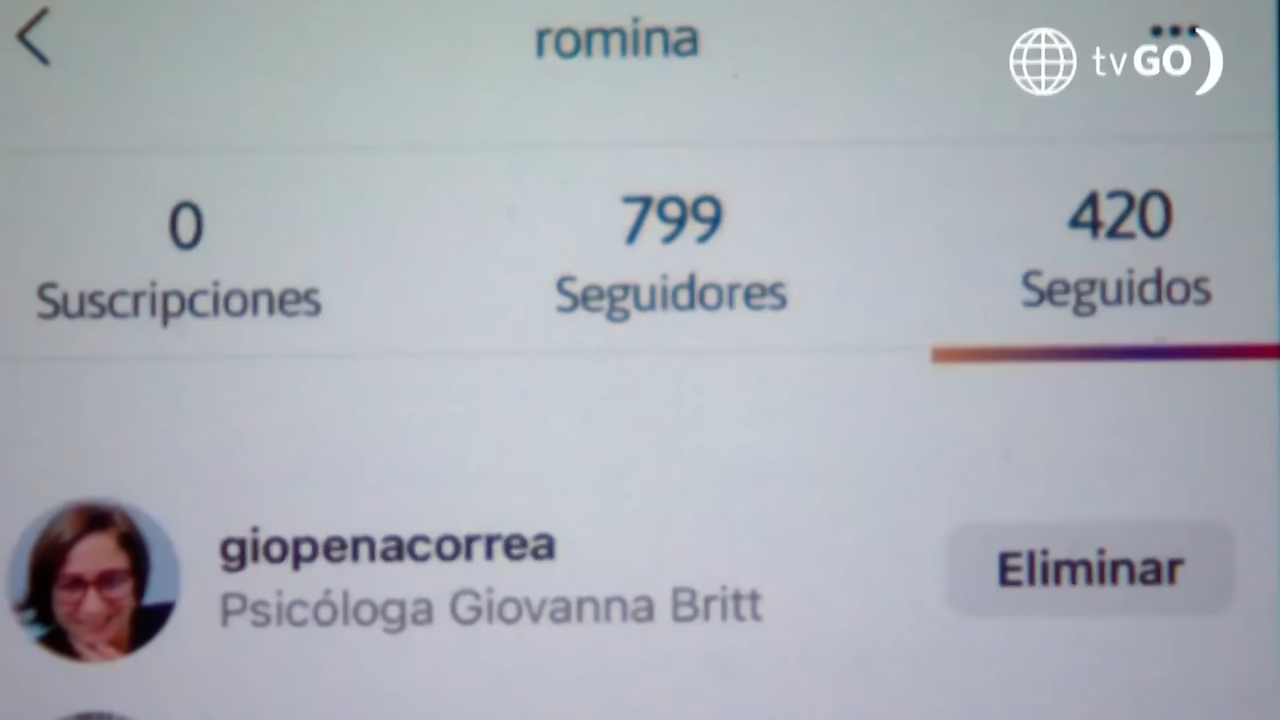 romina
tvGO
0
799
420
Suscripciones
Seguidores
Seguidos
giopenacorrea
Psicóloga Giovanna Britt
Eliminar